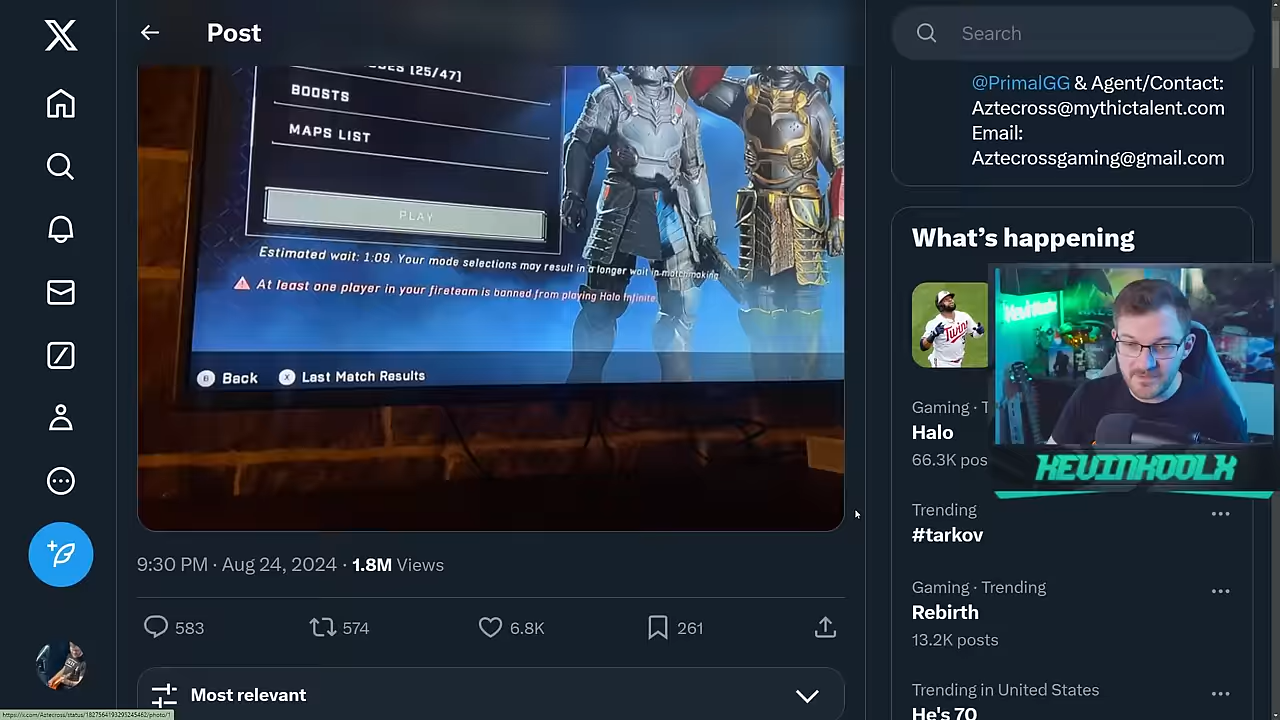 Post
Search
[25/47]
BOOSTS
MAPS LIST
PLAY
Estimated wait: 1:09. Your mode selections may result in a longer wait in matchmaking
At least one player in your fireteam is banned from playing Halo Infinite.
B Back X Last Match Results
9:30 PM · Aug 24, 2024 · 1.8M Views
583 574 6.8K 261
Most relevant
@PrimalGG & Agent/Contact:
Aztecross@mythictalent.com
Email:
Aztecrossgaming@gmail.com
What's happening
Twins
Gaming · T
Halo
66.3K pos
KEVINKOOLX
Trending
#tarkov
Gaming · Trending
Rebirth
13.2K posts
Trending in United States
He's 70